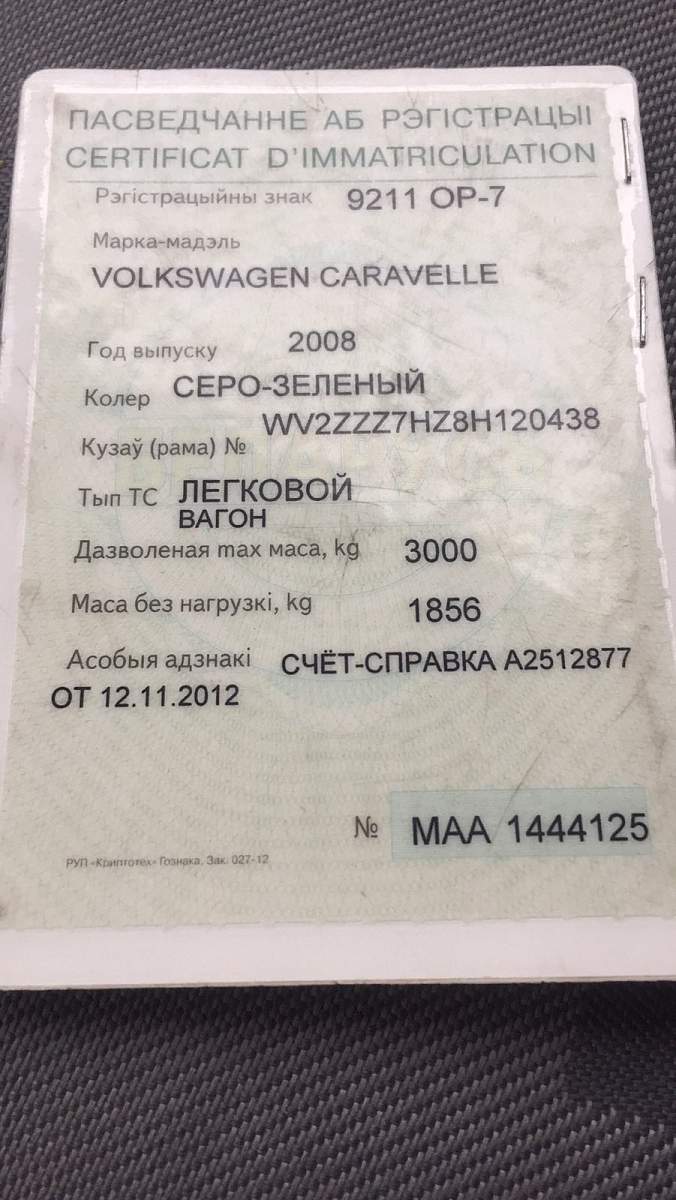 ПАСВЕДЧАННЕ АБ РЭГІСТРАЦЫІ
CERTIFICAT D'IMMATRICULATION
Рэгістрацыйны знак 9211 ОР-7
Марка-мадэль
VOLKSWAGEN CARAVELLE
Год выпуску 2008
Колер СЕРО-ЗЕЛЕНЫЙ
WV2ZZZ7HZ8H120438
Кузаў (рама) №
Тып ТС ЛЕГКОВОЙ
ВАГОН
Дазволеная max маса, kg 3000
Маса без нагрузкі, kg 1856
Асобыя адзнакі СЧЁТ-СПРАВКА А2512877
ОТ 12.11.2012
№ МАА 1444125
РУП «Криптотех» Гознака. Зак. 027-12